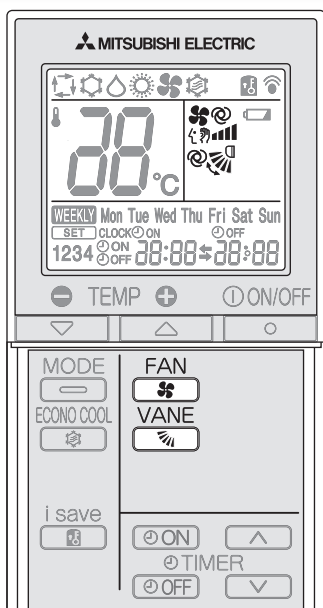 MITSUBISHI ELECTRIC
88°C
WEEKLY Mon Tue Wed Thu Fri Sat Sun
SET CLOCK ON OFF
1234 ON OFF 88:88 88:88
TEMP ON/OFF
MODE FAN
ECONO COOL VANE
i save
ON
TIMER
OFF